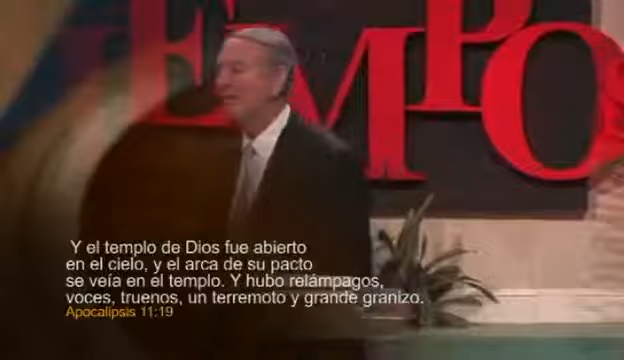 EMPO
Y el templo de Dios fue abierto
en el cielo, y el arca de su pacto
se veía en el templo. Y hubo relámpagos,
voces, truenos, un terremoto y grande granizo.
Apocalipsis 11:19